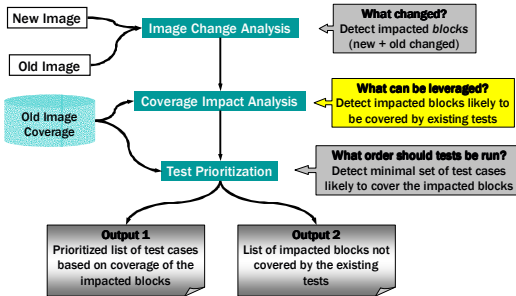 New Image
Old Image
Image Change Analysis
What changed?
Detect impacted blocks
(new + old changed)
Old Image
Coverage
Coverage Impact Analysis
What can be leveraged?
Detect impacted blocks likely to
be covered by existing tests
Test Prioritization
What order should tests be run?
Detect minimal set of test cases
likely to cover the impacted blocks
Output 1
Prioritized list of test cases
based on coverage of the
impacted blocks
Output 2
List of impacted blocks not
covered by the existing
tests